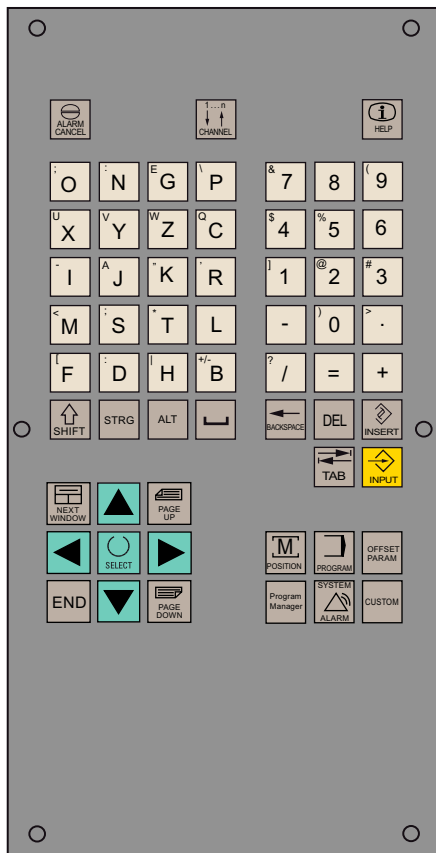 ALARM
CANCEL
1...n
CHANNEL
i
HELP
; O : N E G \ P & 7 8 ( 9
U X V Y W Z Q C $ 4 % 5 6
- I A J " K ' R ] 1 @ 2 # 3
< M ; S * T L - ) 0 > .
[ F : D | H +/- B ? / = +
SHIFT STRG ALT BACKSPACE DEL INSERT
TAB INPUT
NEXT
WINDOW
PAGE
UP
SELECT
END
PAGE
DOWN
M
POSITION
PROGRAM
OFFSET
PARAM
Program
Manager
SYSTEM
ALARM
CUSTOM